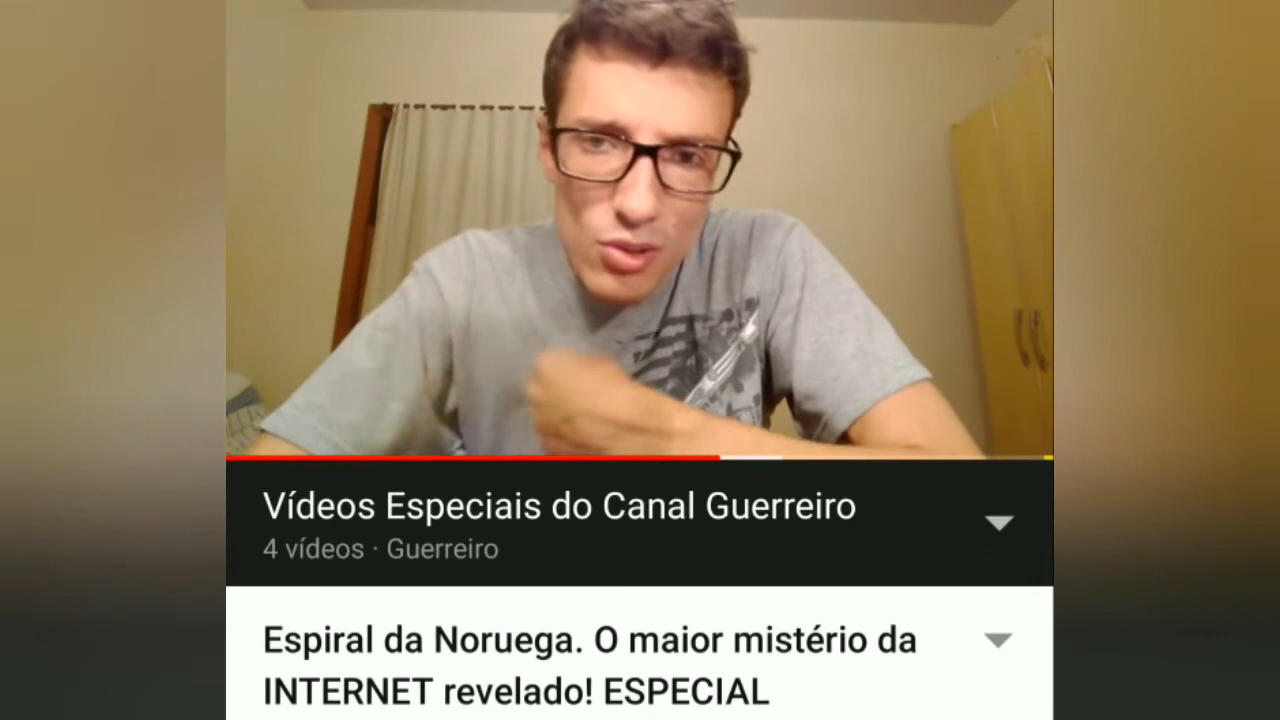 Vídeos Especiais do Canal Guerreiro
4 vídeos · Guerreiro
Espiral da Noruega. O maior mistério da
INTERNET revelado! ESPECIAL